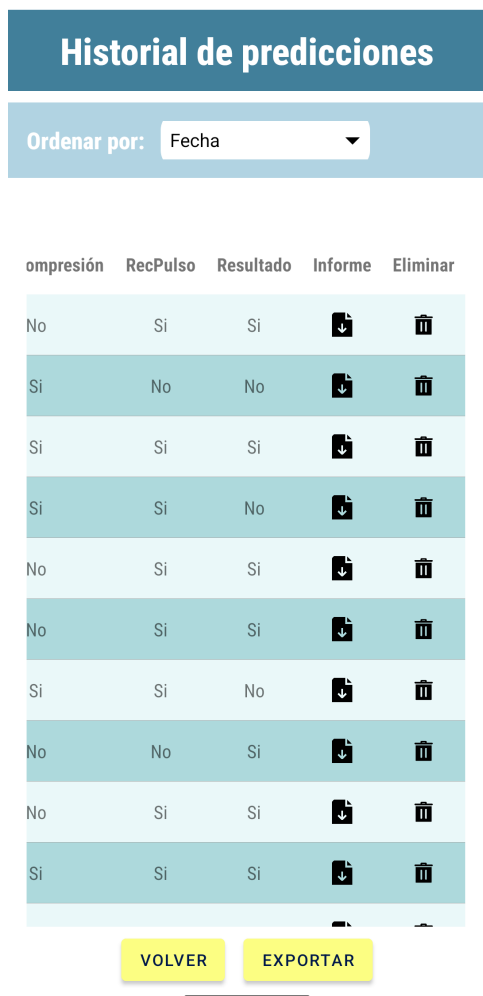 Historial de predicciones
Ordenar por: Fecha
ompresión RecPulso Resultado Informe Eliminar
No Si Si
Si No No
Si Si Si
Si Si No
No Si Si
No Si Si
Si Si No
No No Si
No Si Si
Si Si Si
VOLVER EXPORTAR